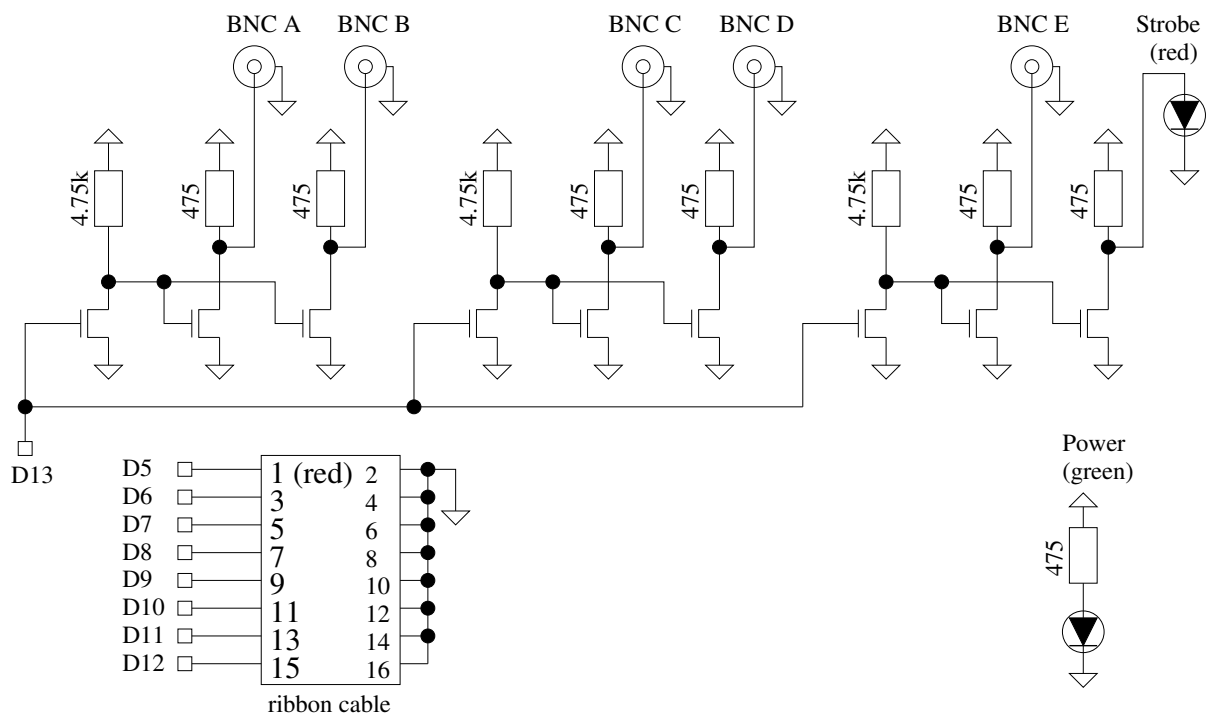 BNC A
BNC B
BNC C
BNC D
BNC E
Strobe
(red)
4.75k
475
475
4.75k
475
475
4.75k
475
475
D13
D5
D6
D7
D8
D9
D10
D11
D12
1 (red) 2
3 4
5 6
7 8
9 10
11 12
13 14
15 16
ribbon cable
Power
(green)
475